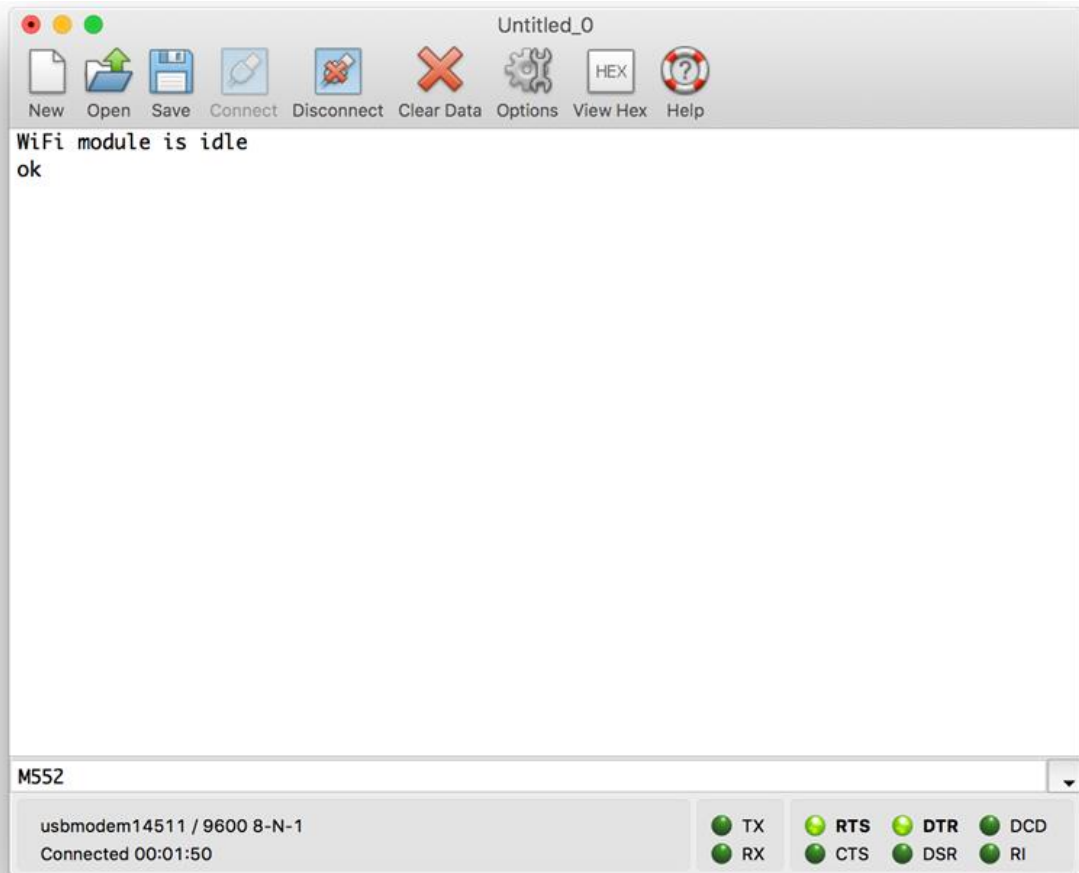 Untitled_0
New Open Save Connect Disconnect Clear Data Options View Hex Help
HEX
WiFi module is idle
ok
M552
usbmodem14511 / 9600 8-N-1
Connected 00:01:50
TX RTS DTR DCD
RX CTS DSR RI